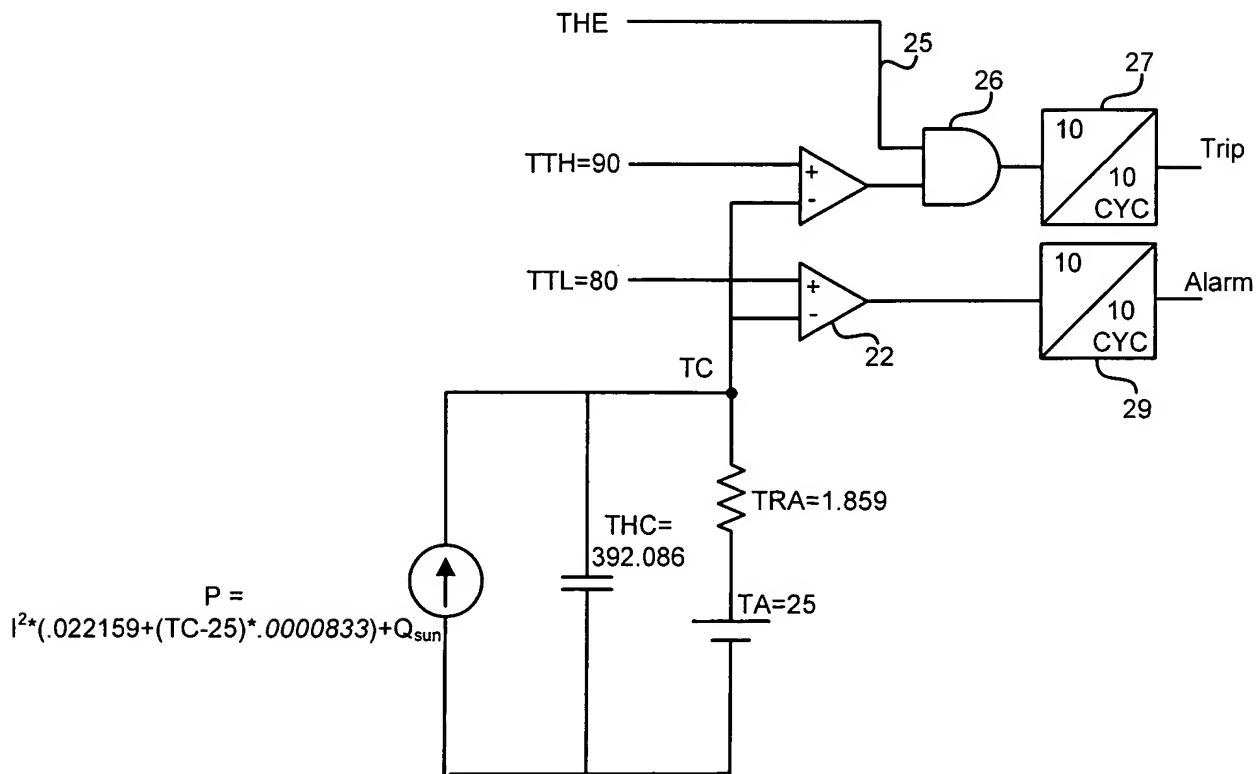 THE
25
26
27
10
10
CYC
Trip
TTH=90
+
-
TTL=80
+
-
22
10
10
CYC
Alarm
29
TC
TRA=1.859
THC=
392.086
TA=25
P =
I²*(.022159+(TC-25)*.0000833)+Qsun